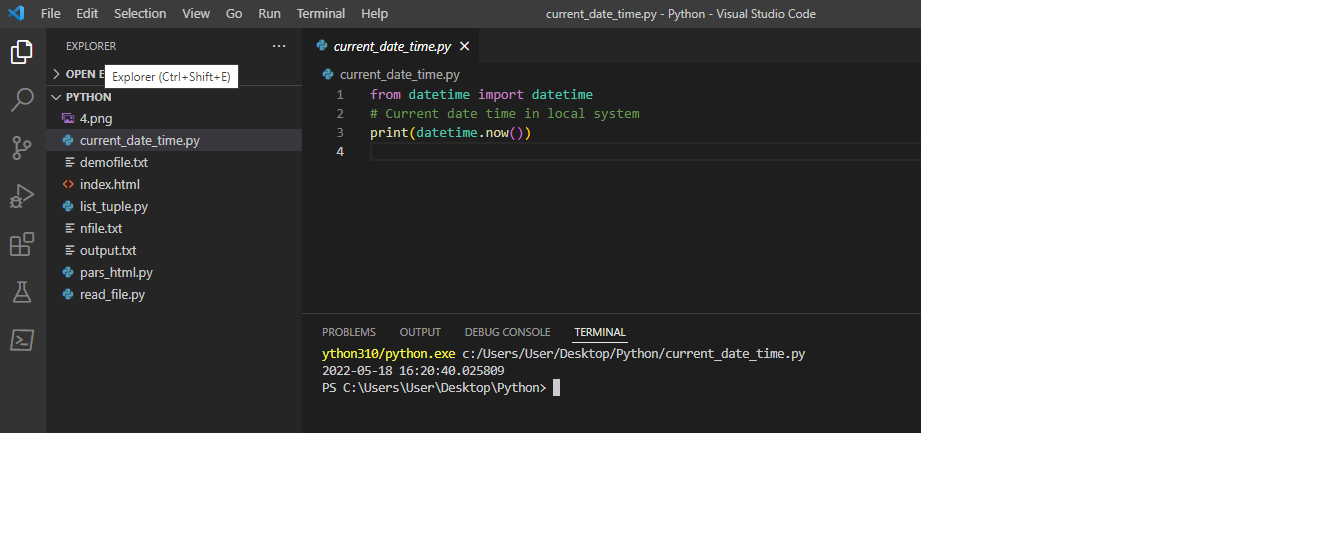 File Edit Selection View Go Run Terminal Help
current_date_time.py - Python - Visual Studio Code
EXPLORER
···
OPEN E
Explorer (Ctrl+Shift+E)
PYTHON
4.png
current_date_time.py
demofile.txt
index.html
list_tuple.py
nfile.txt
output.txt
pars_html.py
read_file.py
current_date_time.py
current_date_time.py
1 from datetime import datetime
2 # Current date time in local system
3 print(datetime.now())
4
PROBLEMS OUTPUT DEBUG CONSOLE TERMINAL
ython310/python.exe c:/Users/User/Desktop/Python/current_date_time.py
2022-05-18 16:20:40.025809
PS C:\Users\User\Desktop\Python>